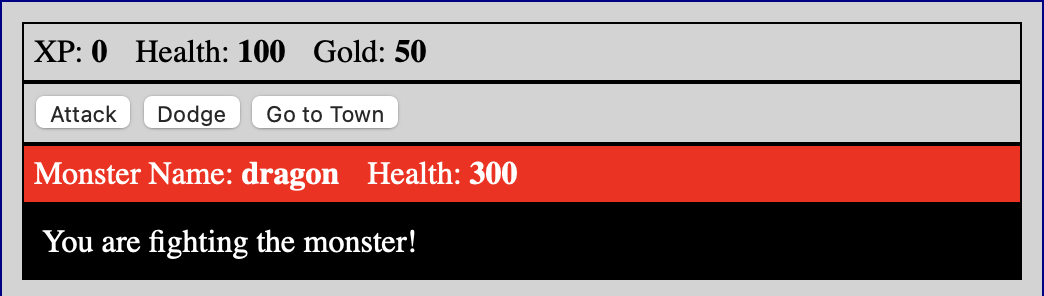 XP: 0 Health: 100 Gold: 50
Attack Dodge Go to Town
Monster Name: dragon Health: 300
You are fighting the monster!